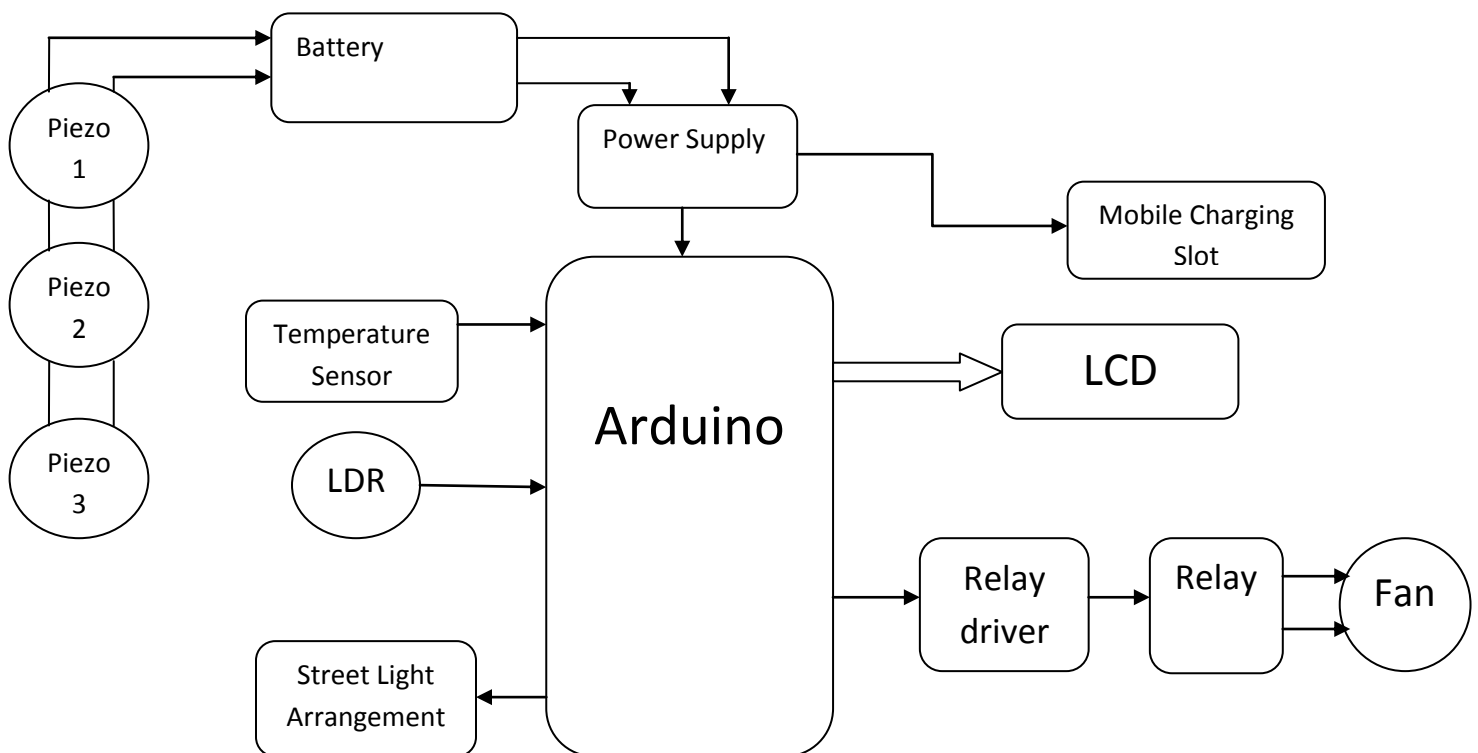 Battery
Piezo
1
Power Supply
Mobile Charging
Slot
Piezo
2
Temperature
Sensor
LCD
Arduino
Piezo
3
LDR
Relay
driver
Relay
Fan
Street Light
Arrangement